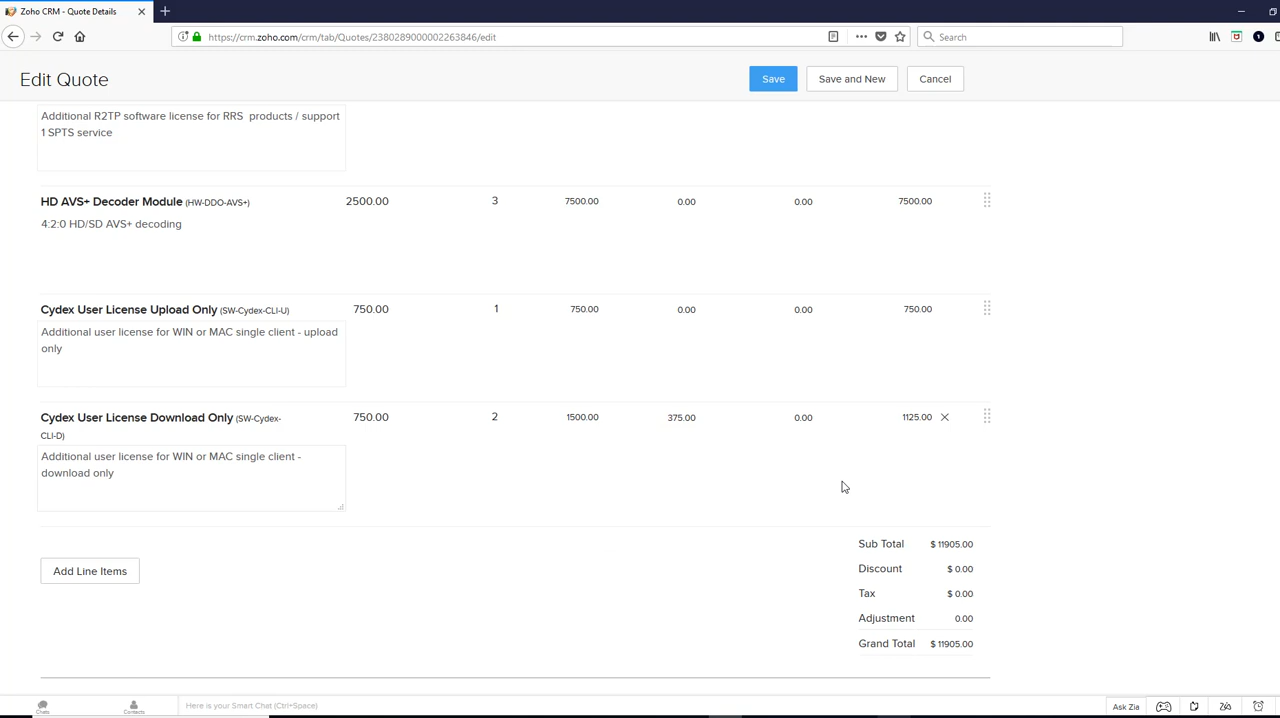 Zoho CRM - Quote Details
https://crm.zoho.com/crm/tab/Quotes/2380289000002263846/edit
Search
Edit Quote
Save
Save and New
Cancel
Additional R2TP software license for RRS products / support
1 SPTS service
HD AVS+ Decoder Module (HW-DDO-AVS+) 2500.00 3 7500.00 0.00 0.00 7500.00
4:2:0 HD/SD AVS+ decoding
Cydex User License Upload Only (SW-Cydex-CLI-U) 750.00 1 750.00 0.00 0.00 750.00
Additional user license for WIN or MAC single client - upload
only
Cydex User License Download Only (SW-Cydex- 750.00 2 1500.00 375.00 0.00 1125.00
CLI-D)
Additional user license for WIN or MAC single client -
download only
Sub Total $ 11905.00
Add Line Items
Discount $ 0.00
Tax $ 0.00
Adjustment 0.00
Grand Total $ 11905.00
Chats
Contacts
Here is your Smart Chat (Ctrl+Space)
Ask Zia